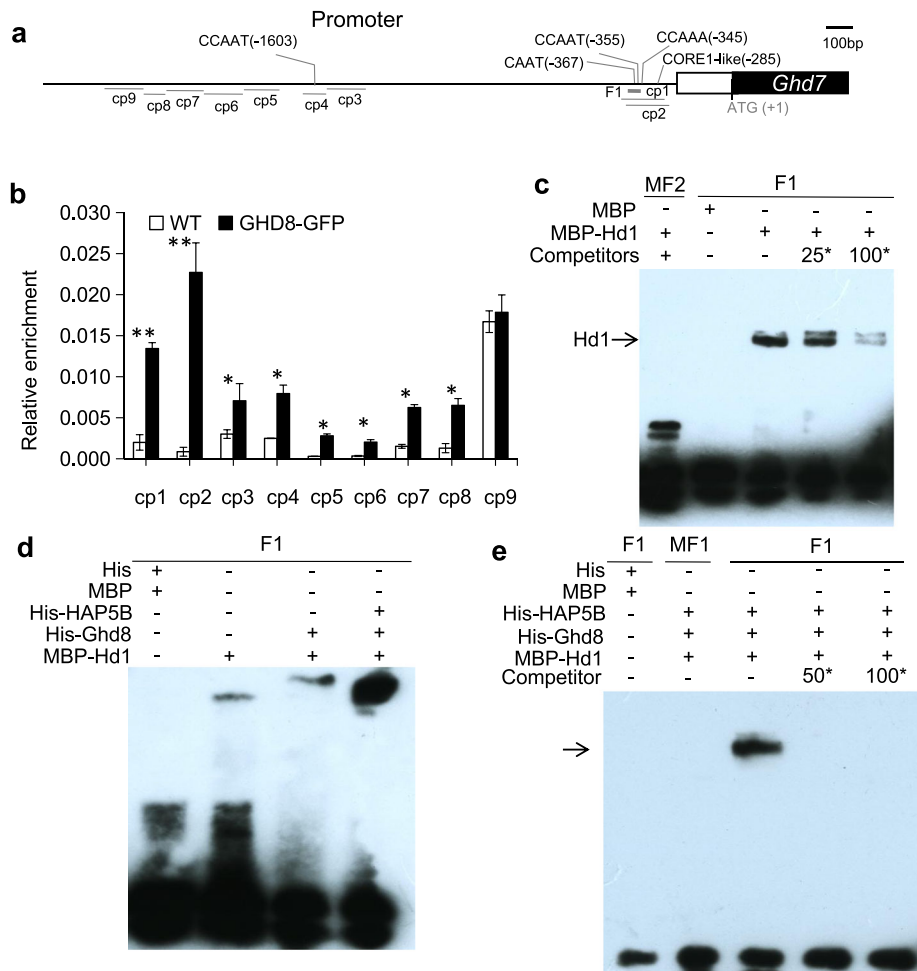 a
Promoter
CCAAT(-1603)
CCAAT(-355)
CCAAA(-345)
CAAT(-367)
CORE1-like(-285)
100bp
Ghd7
ATG (+1)
F1
cp1
cp2
cp9
cp8
cp7
cp6
cp5
cp4
cp3
b
WT
GHD8-GFP
Relative enrichment
0.030
0.025
0.020
0.015
0.010
0.005
0.000
** ** * * * * * *
cp1 cp2 cp3 cp4 cp5 cp6 cp7 cp8 cp9
c
MF2 F1
MBP - + - - -
MBP-Hd1 + - + + +
Competitors + - - 25* 100*
Hd1
d
F1
His + - - -
MBP + - - -
His-HAP5B - - - +
His-Ghd8 - - + +
MBP-Hd1 - + + +
e
F1 MF1 F1
His + - - - -
MBP + - - - -
His-HAP5B - + + + +
His-Ghd8 - + + + +
MBP-Hd1 - + + + +
Competitor - - - 50* 100*